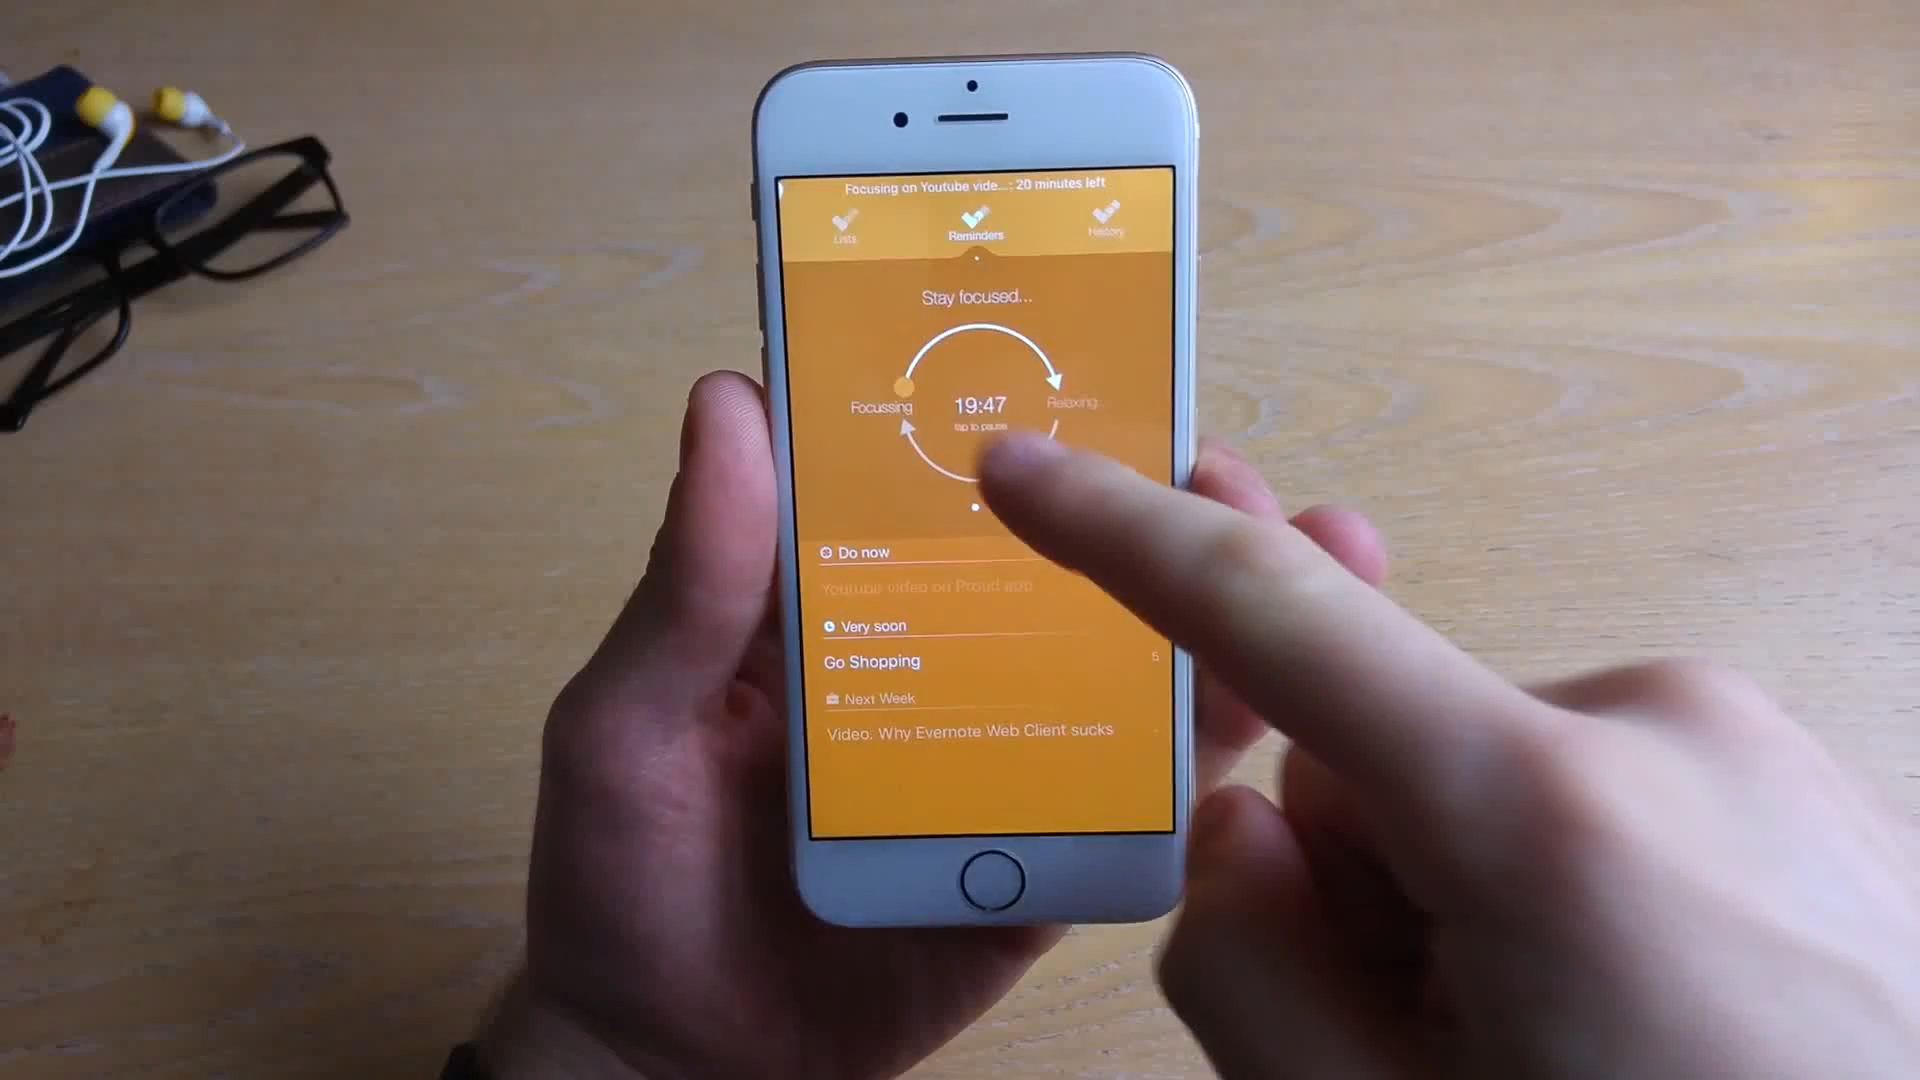 Focusing on Youtube vide...: 20 minutes left
Lists
Reminders
History
Stay focused...
Focussing
19:47
Relaxing...
tap to pause
Do now
Youtube video on Proud app
Very soon
Go Shopping
5
Next Week
Video. Why Evernote Web Client sucks